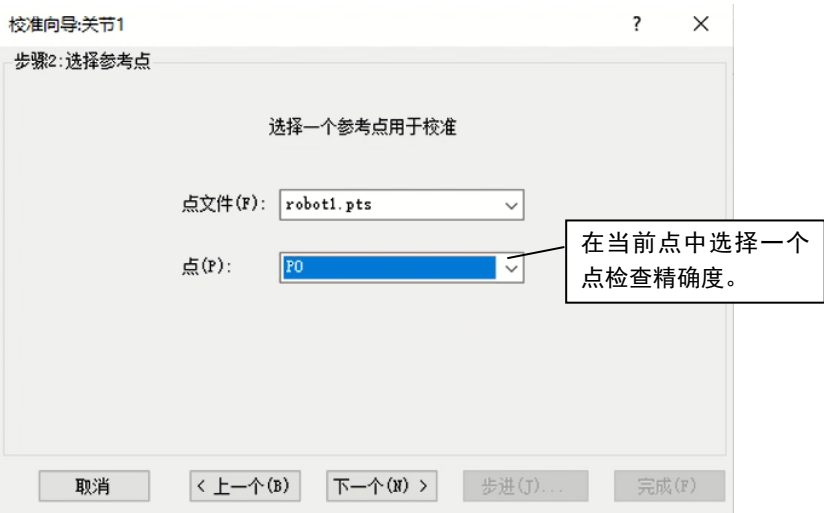 校准向导:关节1
? ×
步骤2:选择参考点
选择一个参考点用于校准
点文件(F): robot1.pts
点(P): P0
在当前点中选择一个
点检查精确度。
取消 < 上一个(B) 下一个(N) > 步进(J)... 完成(F)